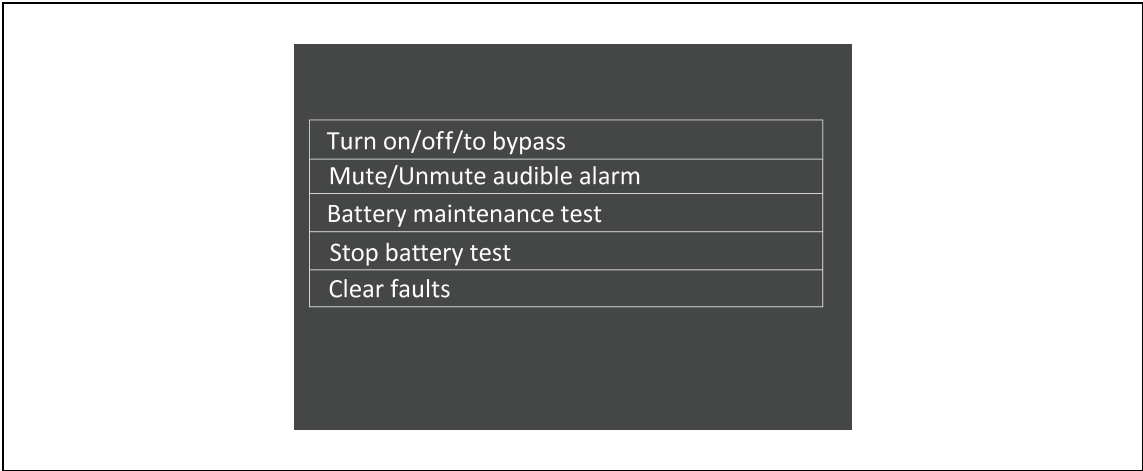 Turn on/off/to bypass
Mute/Unmute audible alarm
Battery maintenance test
Stop battery test
Clear faults